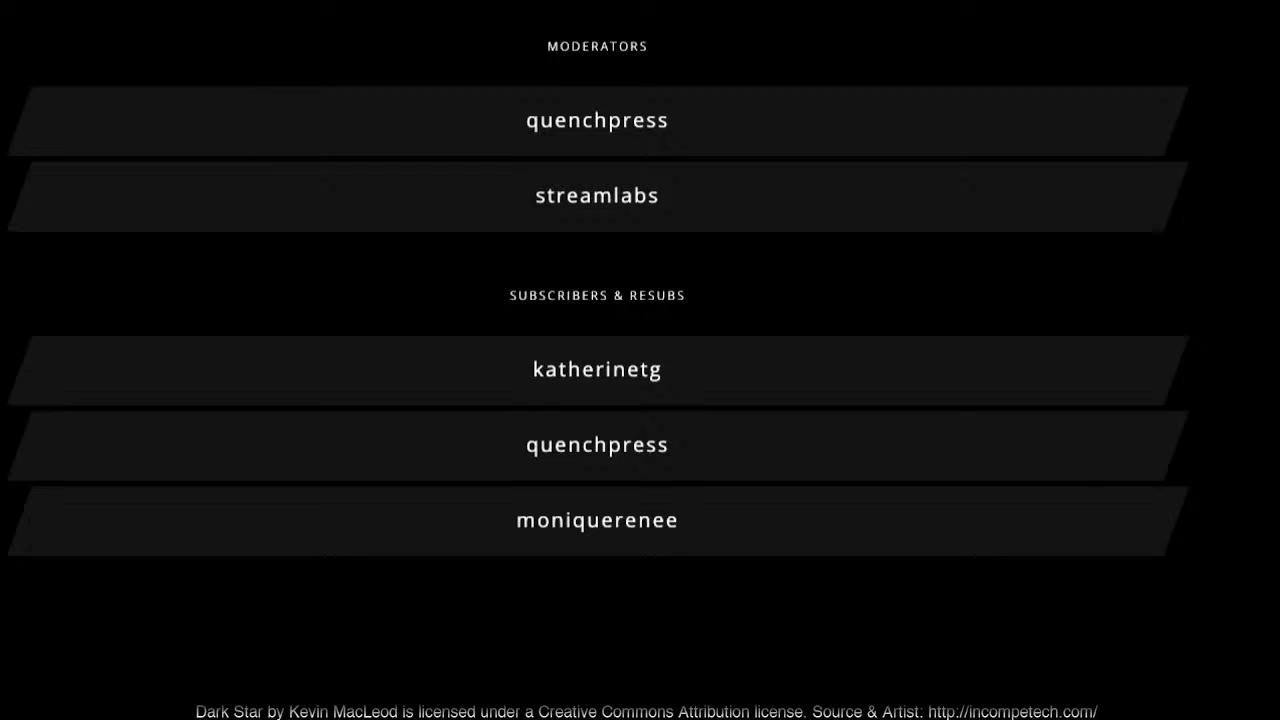 MODERATORS
quenchpress
streamlabs
SUBSCRIBERS & RESUBS
katherinetg
quenchpress
moniquerenee
Dark Star by Kevin MacLeod is licensed under a Creative Commons Attribution license. Source & Artist: http://incompetech.com/